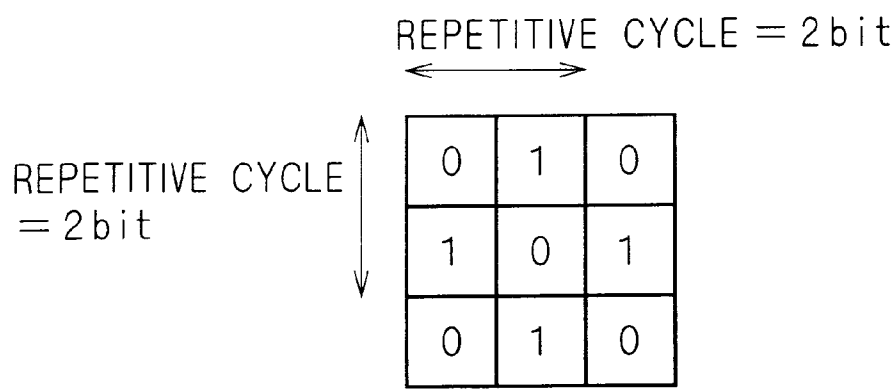 REPETITIVE CYCLE = 2bit
REPETITIVE CYCLE
= 2bit
0 1 0
1 0 1
0 1 0